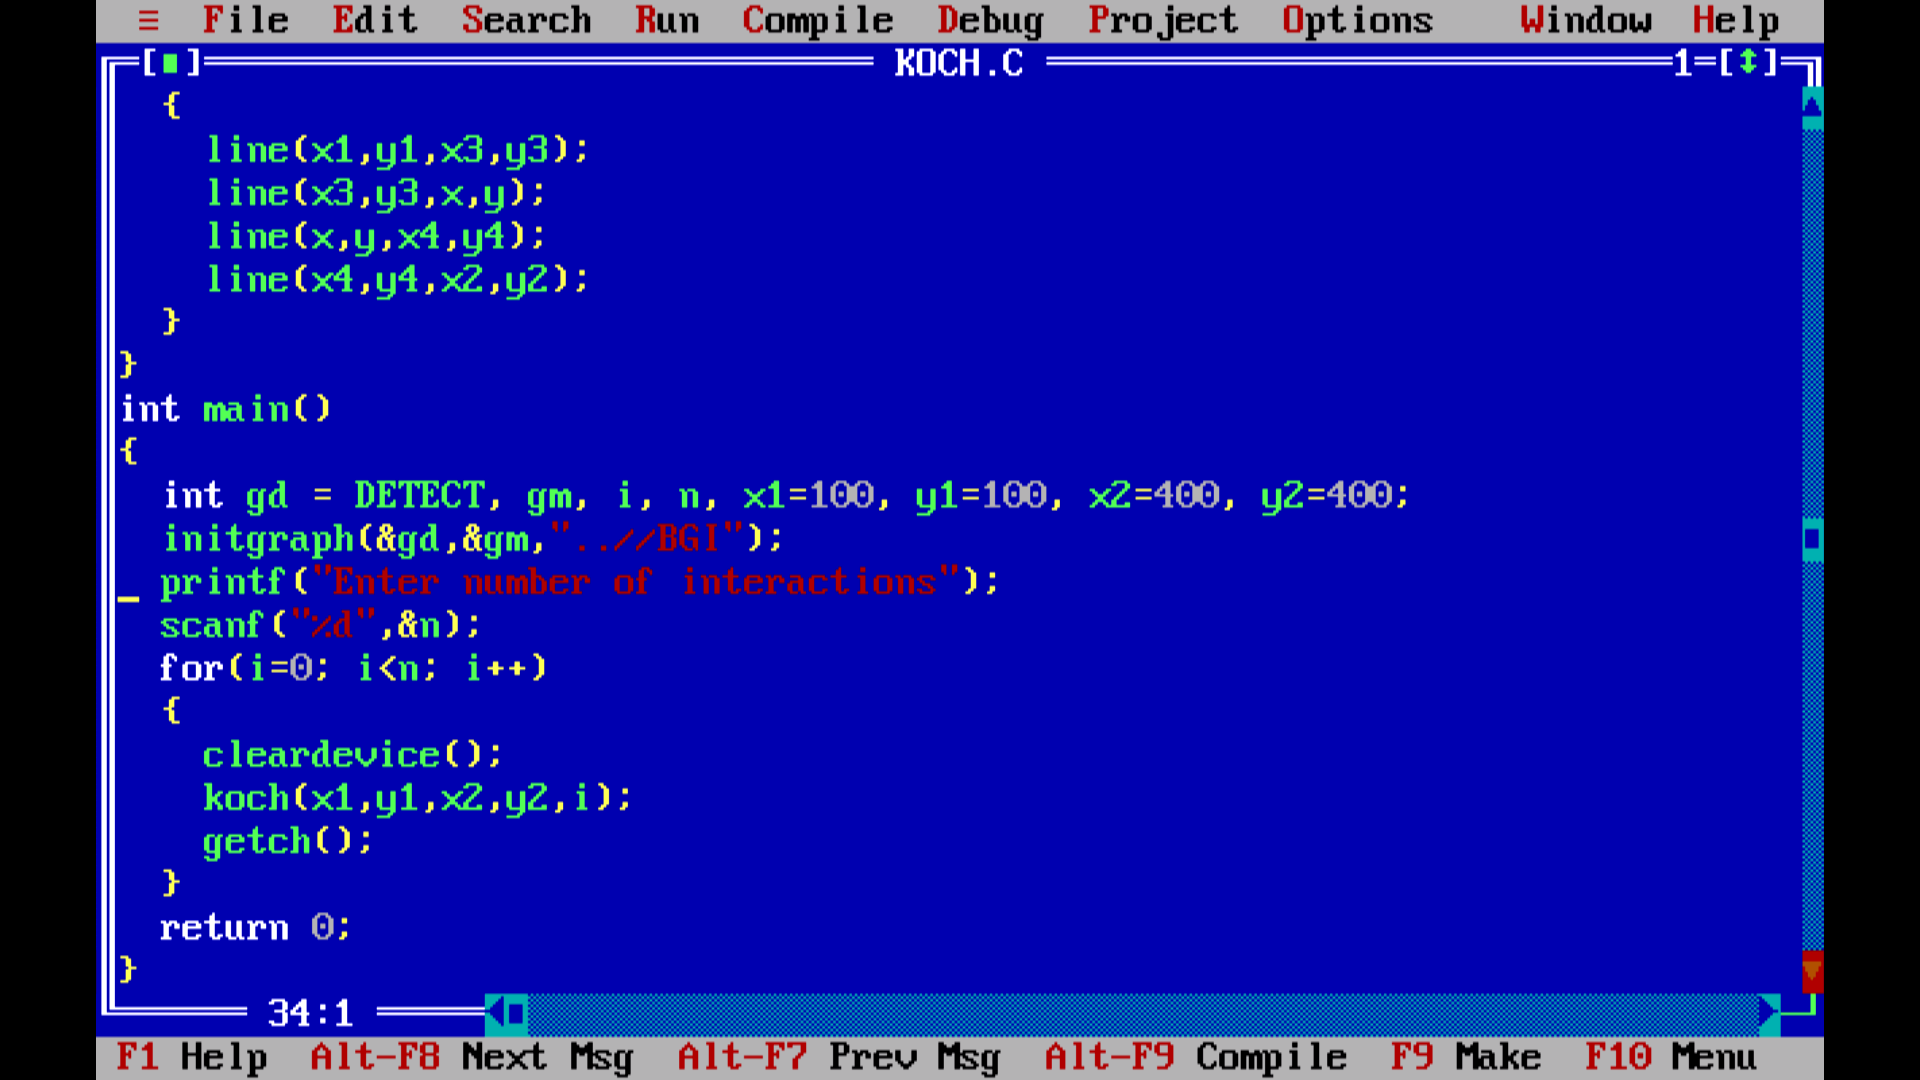 ≡ File Edit Search Run Compile Debug Project Options Window Help
[■] KOCH.C 1=[↕]
{
line(x1,y1,x3,y3);
line(x3,y3,x,y);
line(x,y,x4,y4);
line(x4,y4,x2,y2);
}
}
int main()
{
int gd = DETECT, gm, i, n, x1=100, y1=100, x2=400, y2=400;
initgraph(&gd,&gm,"..//BGI");
printf("Enter number of interactions");
scanf("%d",&n);
for(i=0; i<n; i++)
{
cleardevice();
koch(x1,y1,x2,y2,i);
getch();
}
return 0;
}
34:1
F1 Help Alt-F8 Next Msg Alt-F7 Prev Msg Alt-F9 Compile F9 Make F10 Menu